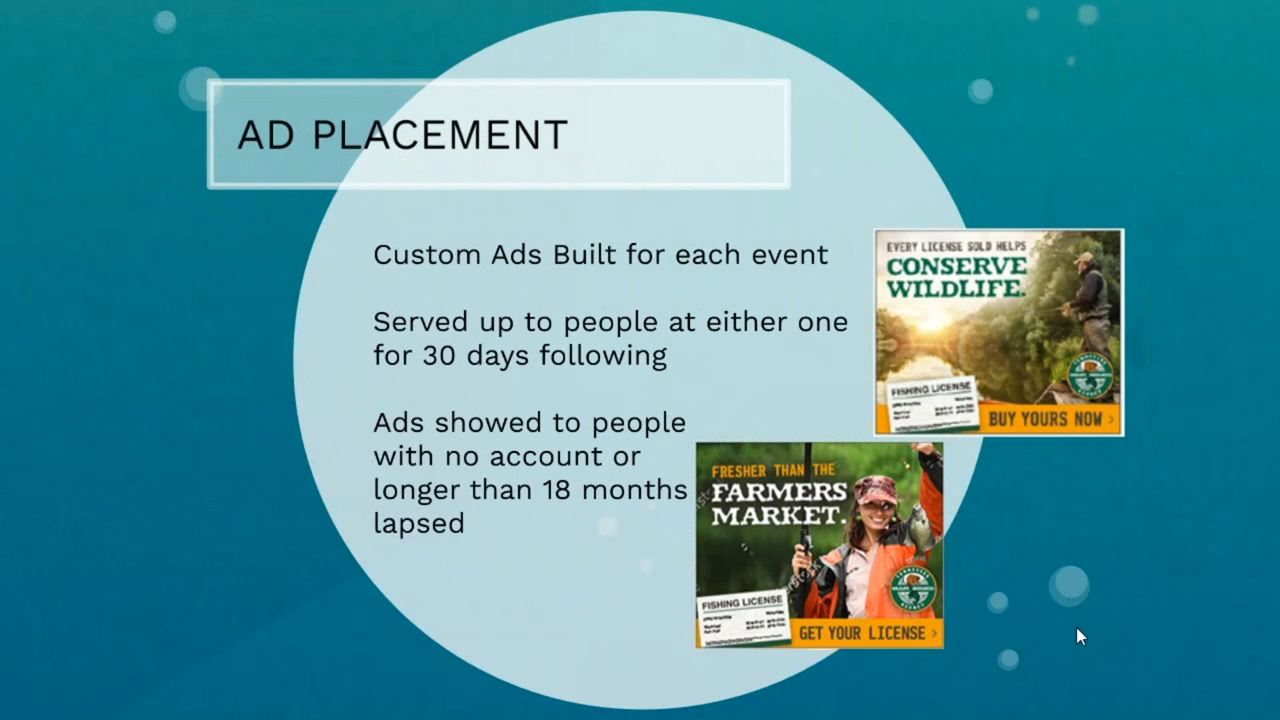 AD PLACEMENT
Custom Ads Built for each event
Served up to people at either one
for 30 days following
Ads showed to people
with no account or
longer than 18 months
lapsed
EVERY LICENSE SOLD HELPS
CONSERVE
WILDLIFE.
FISHING LICENSE
BUY YOURS NOW >
FRESHER THAN THE
FARMERS
MARKET.
FISHING LICENSE
GET YOUR LICENSE >